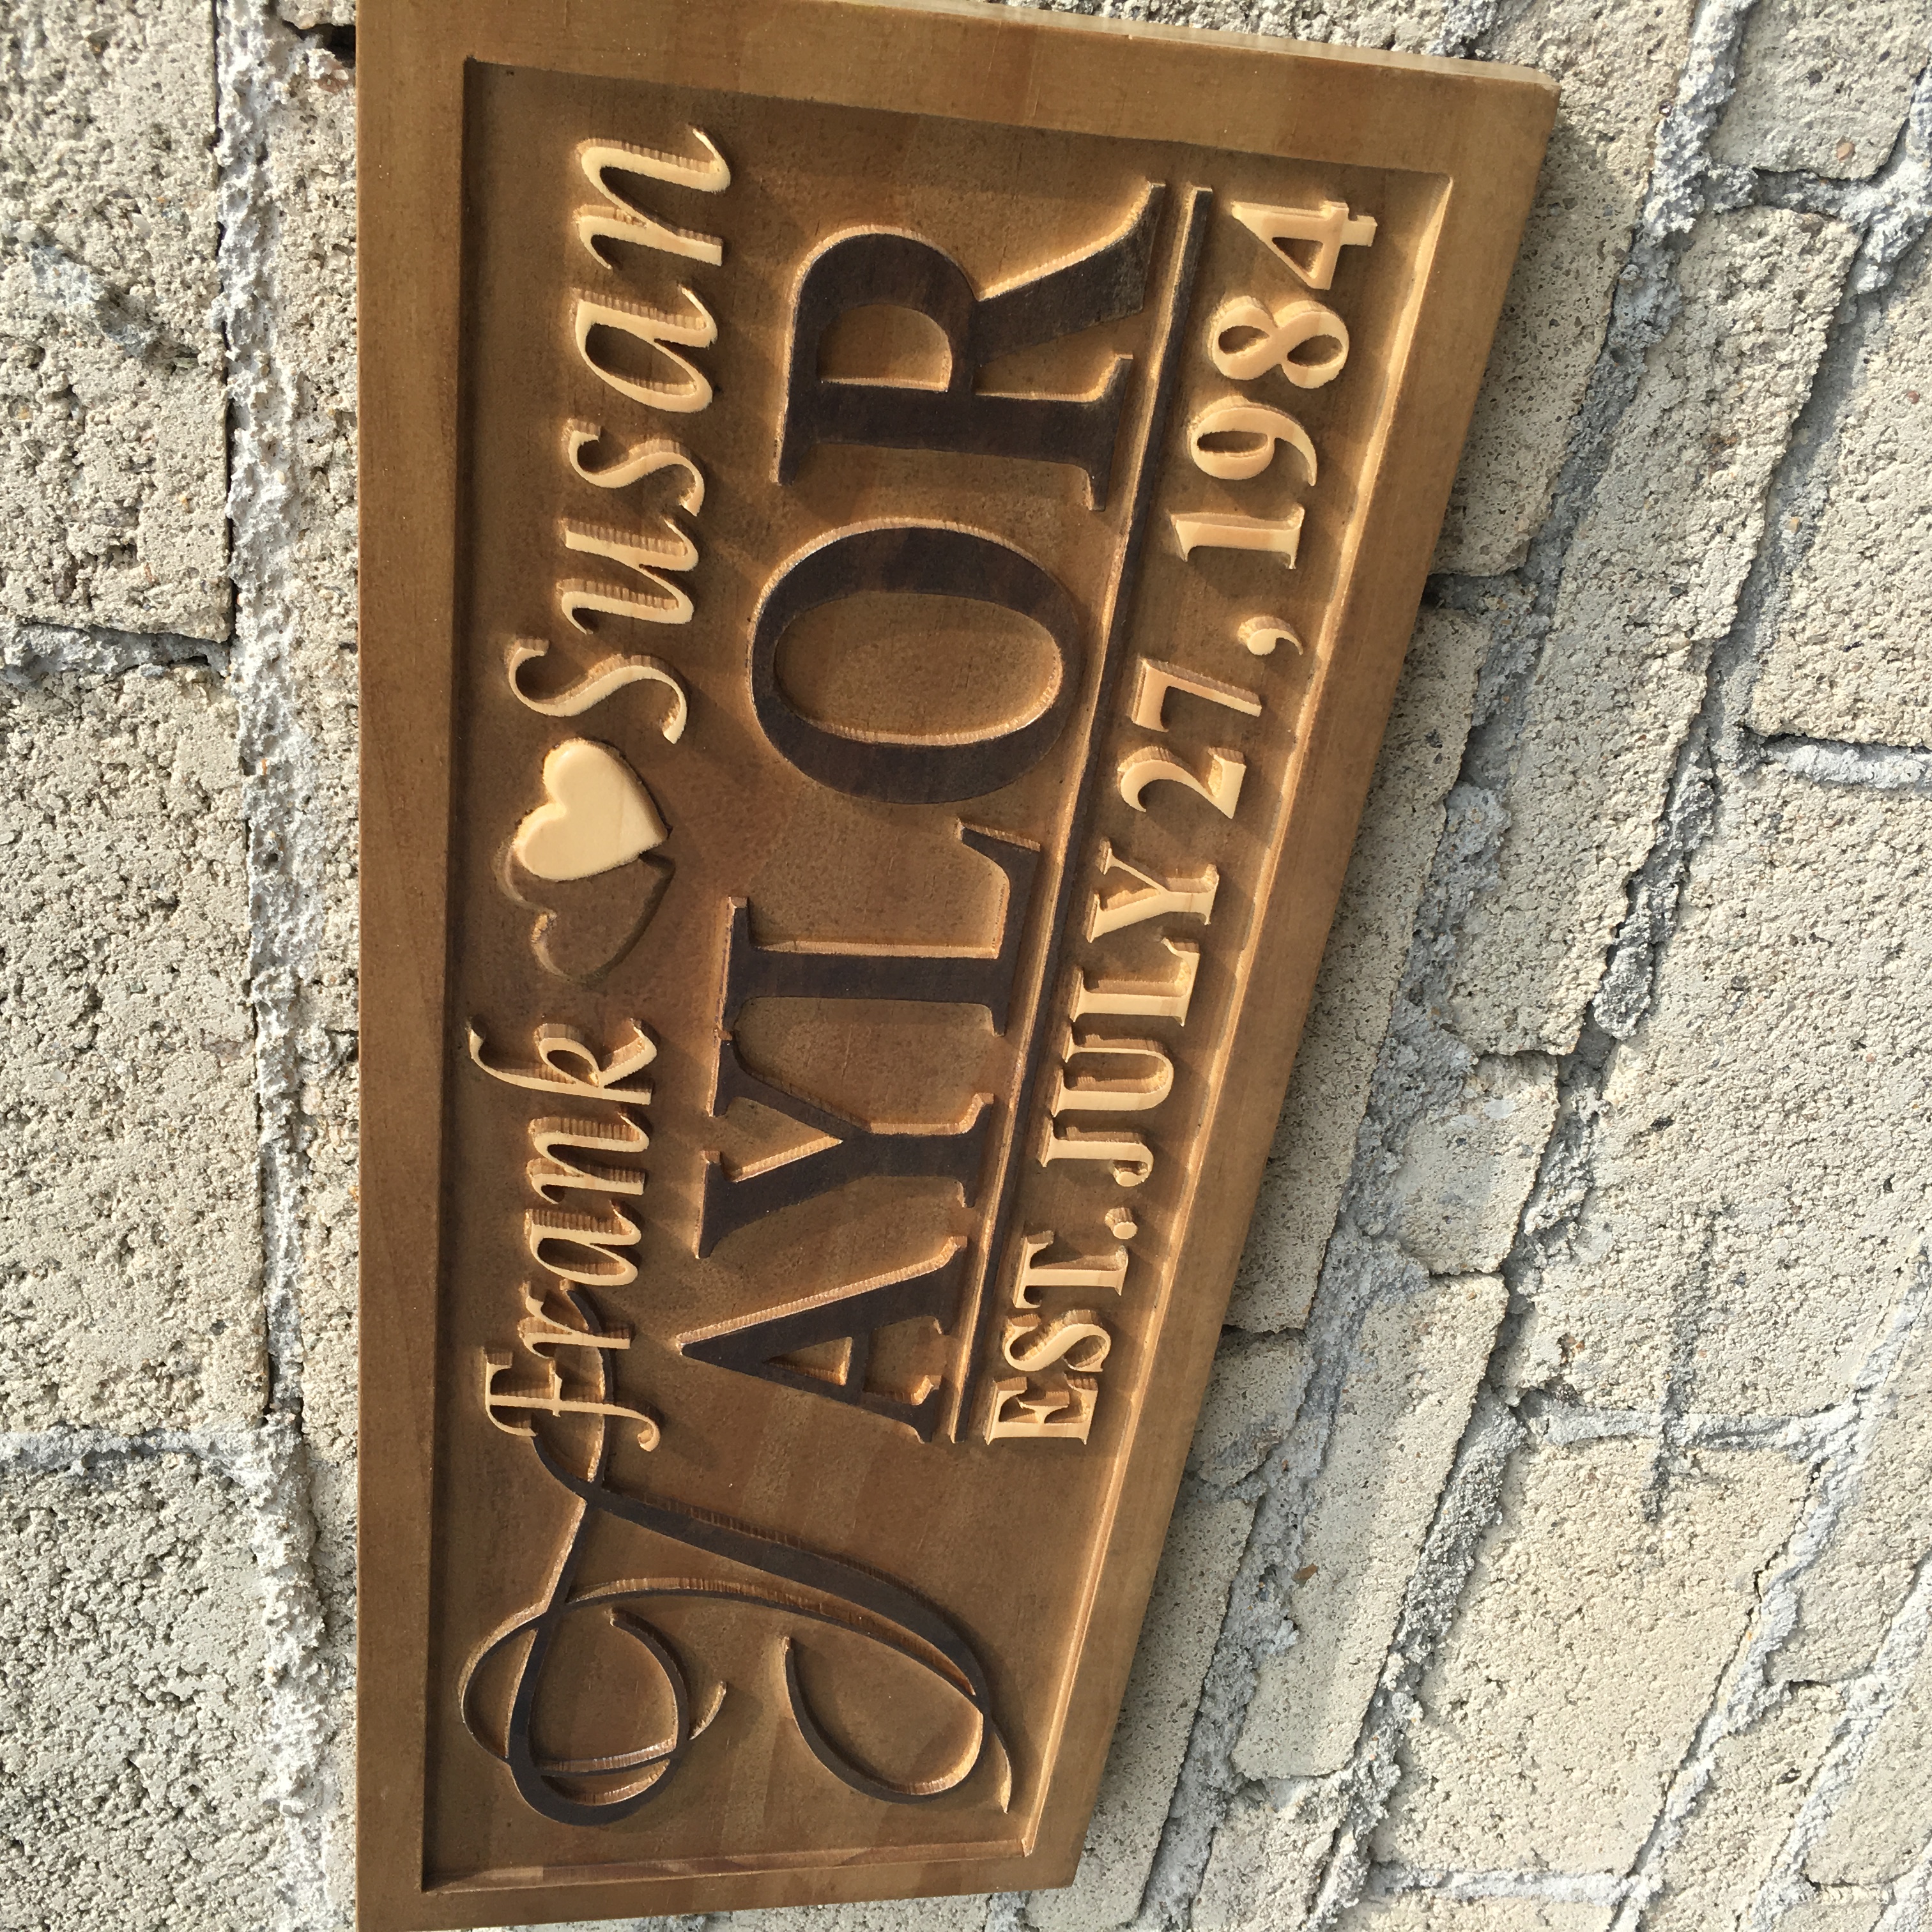 Frank Susan
TAYLOR
EST. JULY 27, 1984